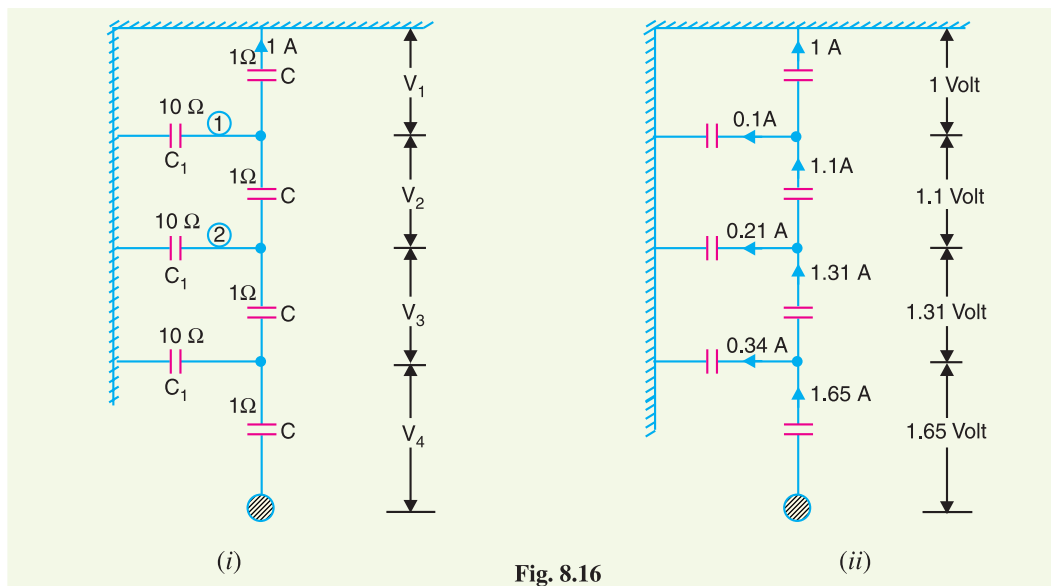 1Ω
1 A
C
V1
10 Ω
1
C1
1Ω
C
V2
10 Ω
2
C1
1Ω
C
V3
10 Ω
C1
1Ω
C
V4
(i)
1 A
1 Volt
0.1A
1.1A
1.1 Volt
0.21 A
1.31 A
1.31 Volt
0.34 A
1.65 A
1.65 Volt
(ii)
Fig. 8.16